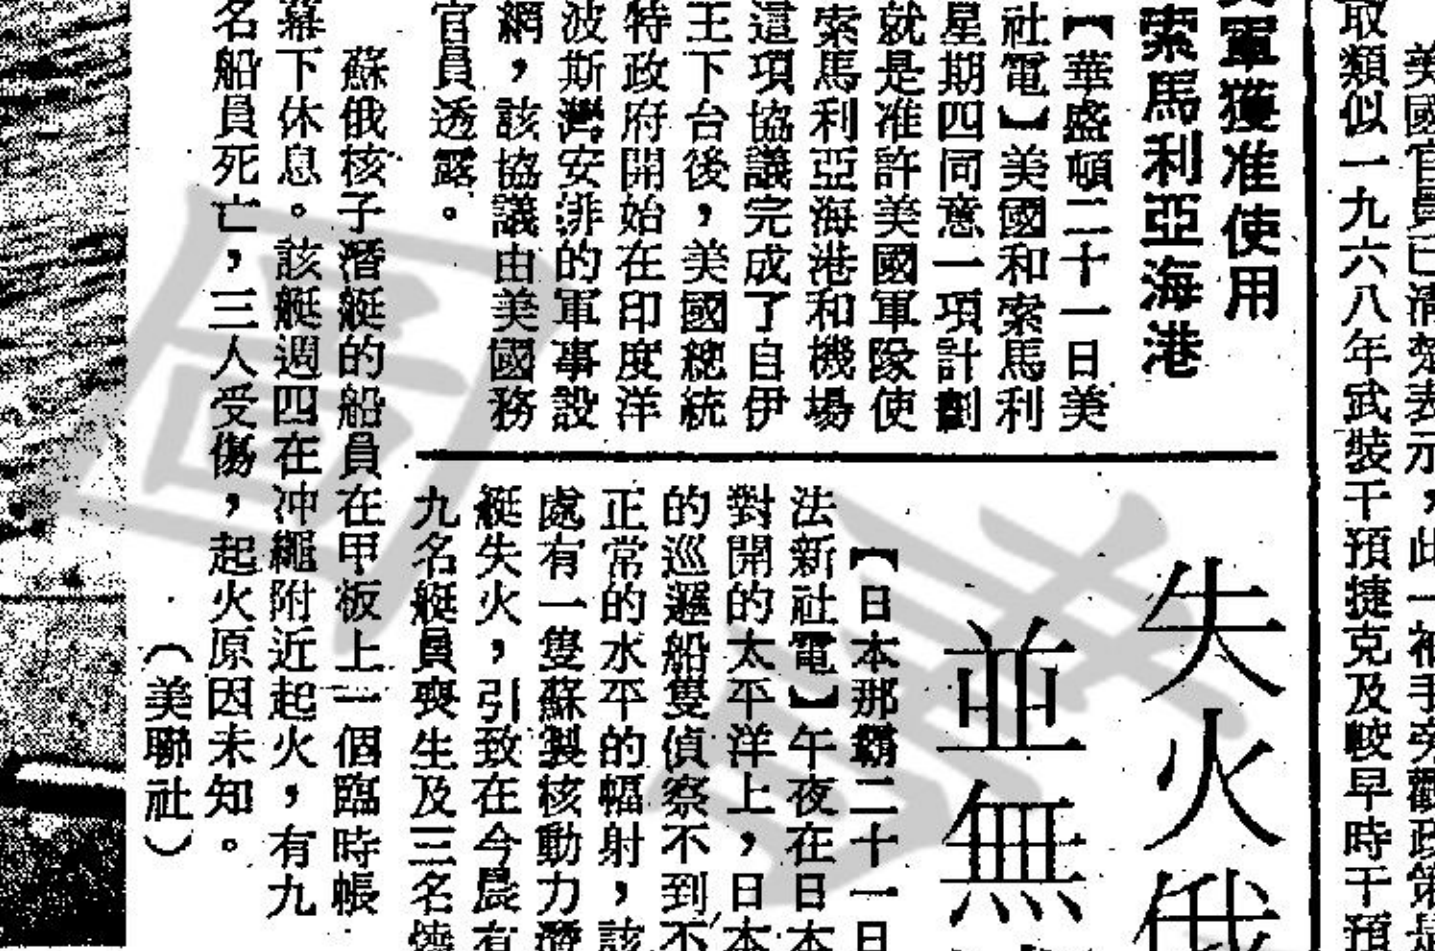 美國官員已清楚表示，此一袖手旁觀政策是
取類似一九六八年武裝干預捷克及較早時干預
軍獲准使用
索馬利亞海港
【華盛頓二十一日美
社電】美國和索馬利
星期四同意一項計劃
就是准許美國軍隊使
索馬利亞海港和機場
這項協議完成了自伊
王下台後，美國總統
特政府開始在印度洋
波斯灣安排的軍事設
網，該協議由美國務
官員透露。
失火俄
並無
【日本那霸二十一日
法新社電】午夜在日本
對開的太平洋上，日本
的巡邏船隻偵察不到不
正常的水平的幅射，該
處有一隻蘇製核動力潛
艇失火，引致在今晨有
九名艇員喪生及三名燒
蘇俄核子潛艇的船員在甲板上一個臨時帳
幕下休息。該艇週四在冲繩附近起火，有九
名船員死亡，三人受傷，起火原因未知。
（美聯社）